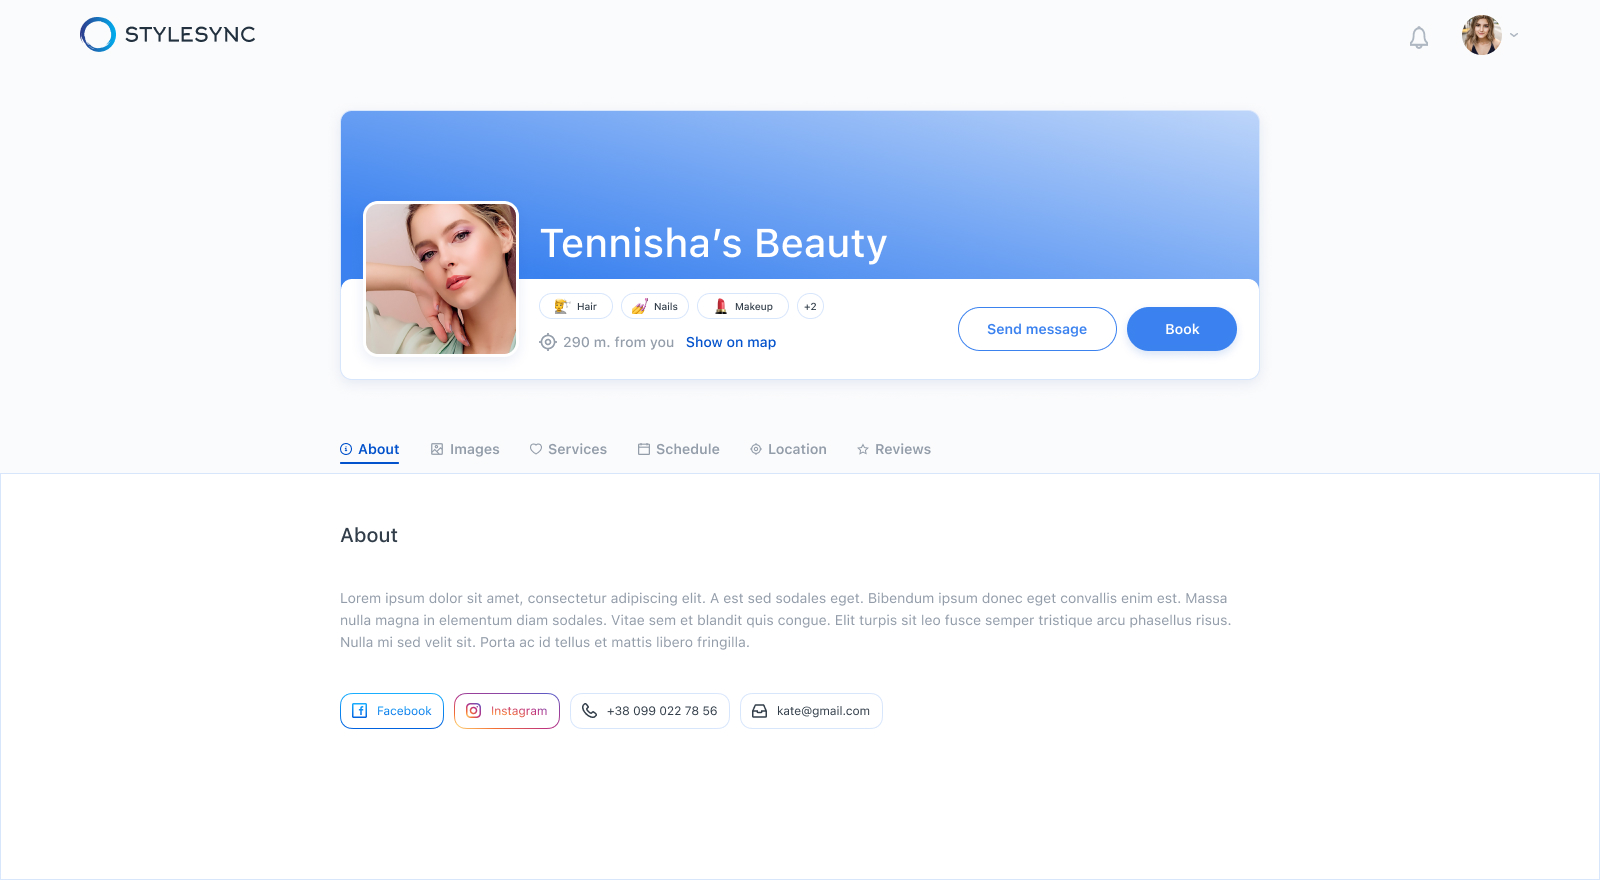 STYLESYNC
Tennisha’s Beauty
Hair Nails Makeup +2
290 m. from you Show on map
Send message Book
About Images Services Schedule Location Reviews
About
Lorem ipsum dolor sit amet, consectetur adipiscing elit. A est sed sodales eget. Bibendum ipsum donec eget convallis enim est. Massa
nulla magna in elementum diam sodales. Vitae sem et blandit quis congue. Elit turpis sit leo fusce semper tristique arcu phasellus risus.
Nulla mi sed velit sit. Porta ac id tellus et mattis libero fringilla.
Facebook Instagram +38 099 022 78 56 kate@gmail.com